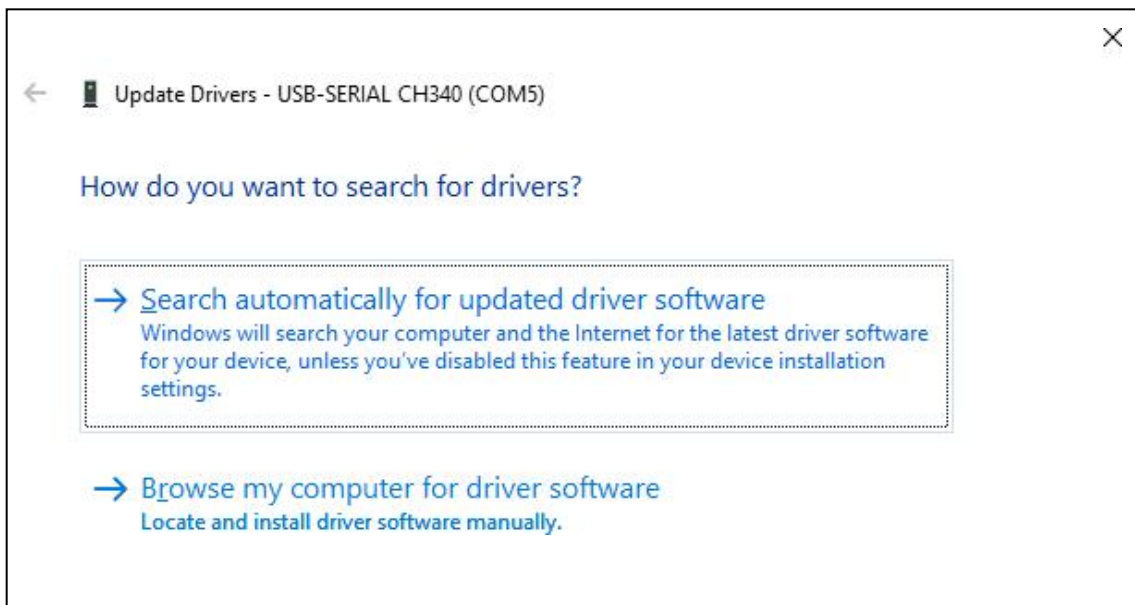 Update Drivers - USB-SERIAL CH340 (COM5)
How do you want to search for drivers?
Search automatically for updated driver software
Windows will search your computer and the Internet for the latest driver software
for your device, unless you've disabled this feature in your device installation
settings.
Browse my computer for driver software
Locate and install driver software manually.